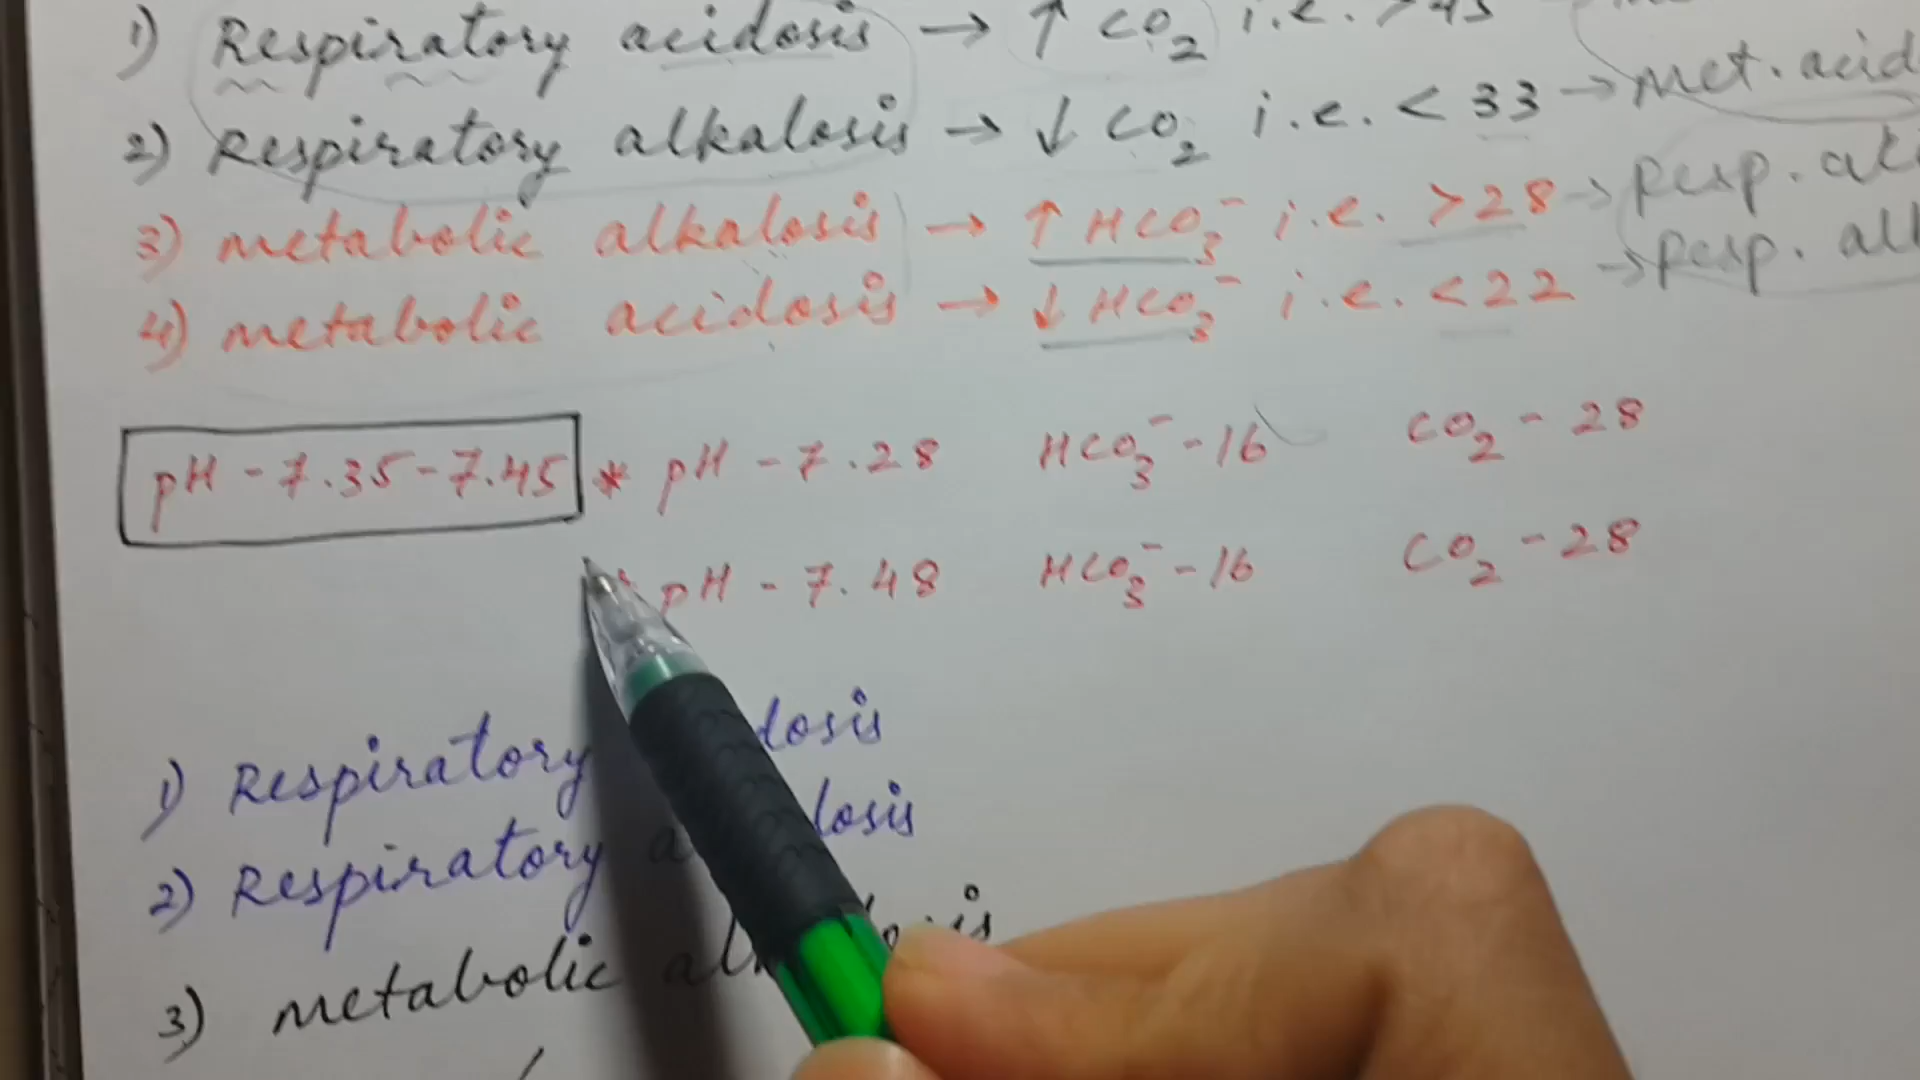 1) Respiratory acidosis → ↑ CO2 i.e. >45
2) Respiratory alkalosis → ↓ CO2 i.e. < 33 → Met. acid
3) metabolic alkalosis → ↑ HCO3⁻ i.e. >28 → Resp.
4) metabolic acidosis → ↓ HCO3⁻ i.e. <22 → Resp. alk
pH - 7.35-7.45 * pH - 7.28 HCO3⁻ - 16 CO2 - 28
pH - 7.48 HCO3⁻ - 16 CO2 - 28
1) Respiratory
2) Respiratory
3) metabolic